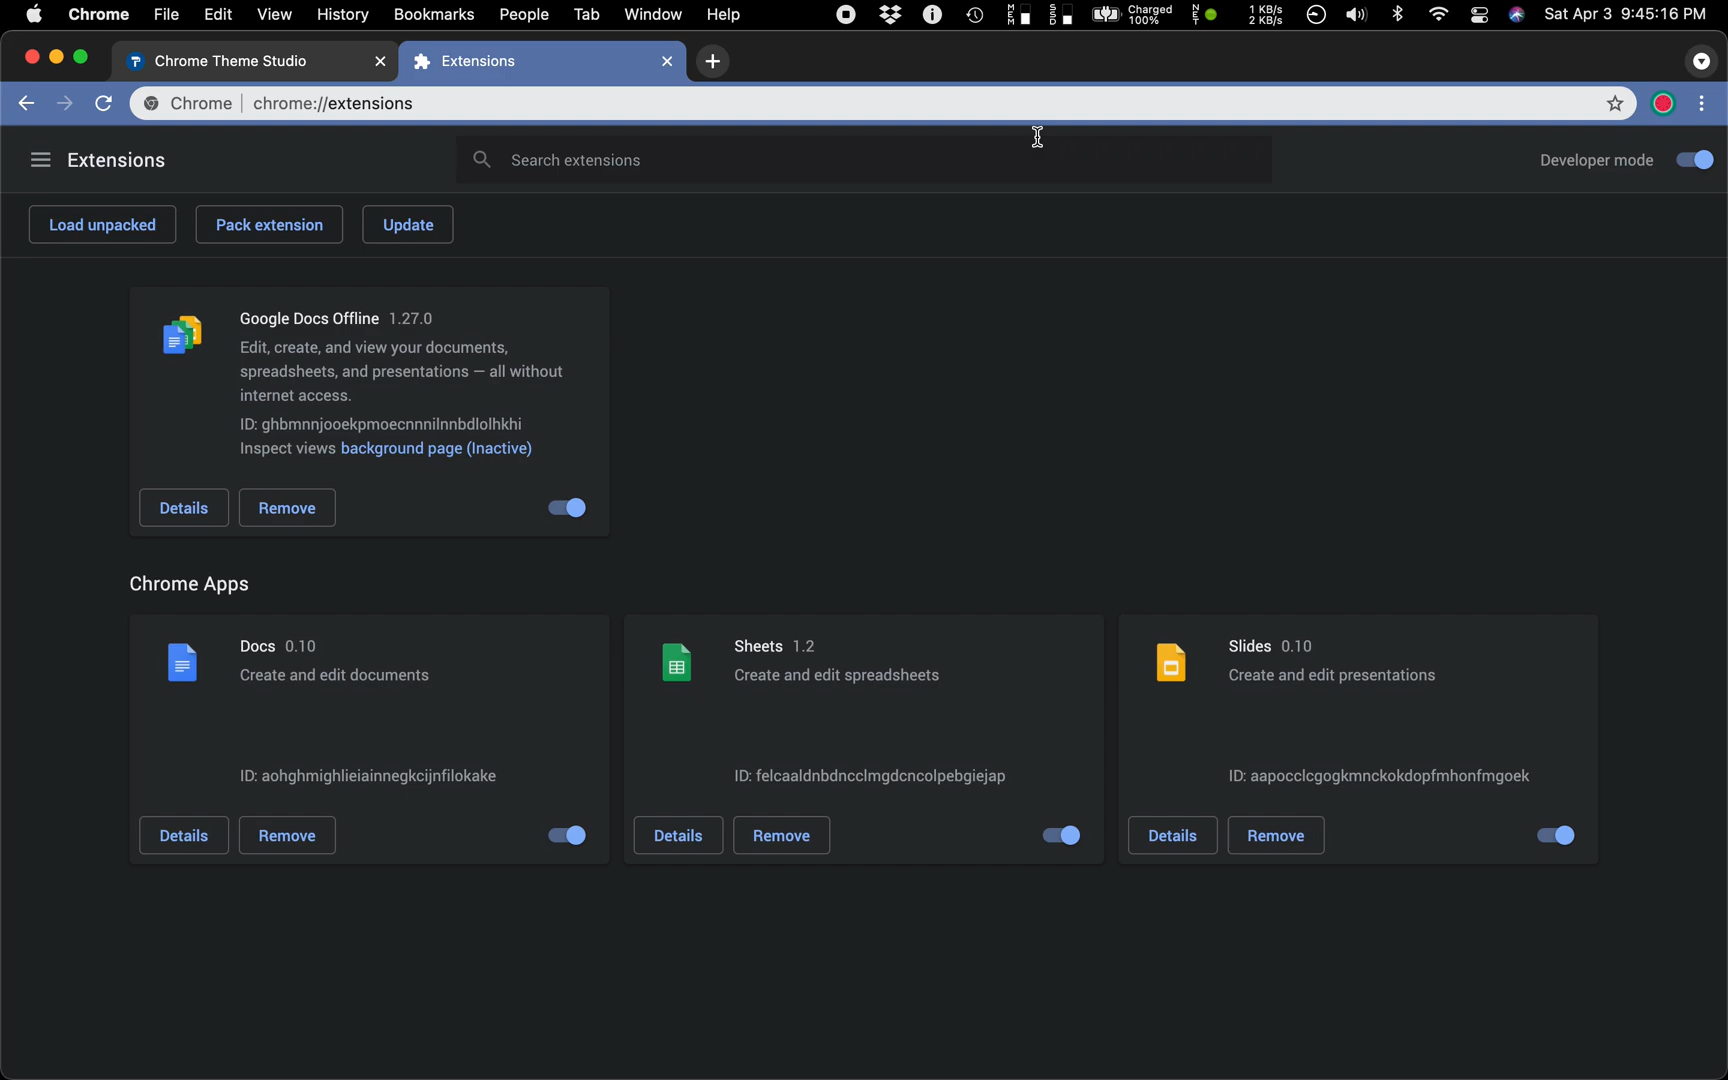 Chrome File Edit View History Bookmarks People Tab Window Help MEM SSD Charged 100% NET 1 KB/s 2 KB/s Sat Apr 3 9:45:16 PM
Chrome Theme Studio Extensions
Chrome chrome://extensions
Extensions Search extensions Developer mode
Load unpacked Pack extension Update
Google Docs Offline 1.27.0
Edit, create, and view your documents,
spreadsheets, and presentations — all without
internet access.
ID: ghbmnnjooekpmoecnnnilnnbdlolhkhi
Inspect views background page (Inactive)
Details Remove
Chrome Apps
Docs 0.10
Create and edit documents
ID: aohghmighlieiainnegkcijnfilokake
Details Remove
Sheets 1.2
Create and edit spreadsheets
ID: felcaaldnbdncclmgdcncolpebgiejap
Details Remove
Slides 0.10
Create and edit presentations
ID: aapocclcgogkmnckokdopfmhonfmgoek
Details Remove